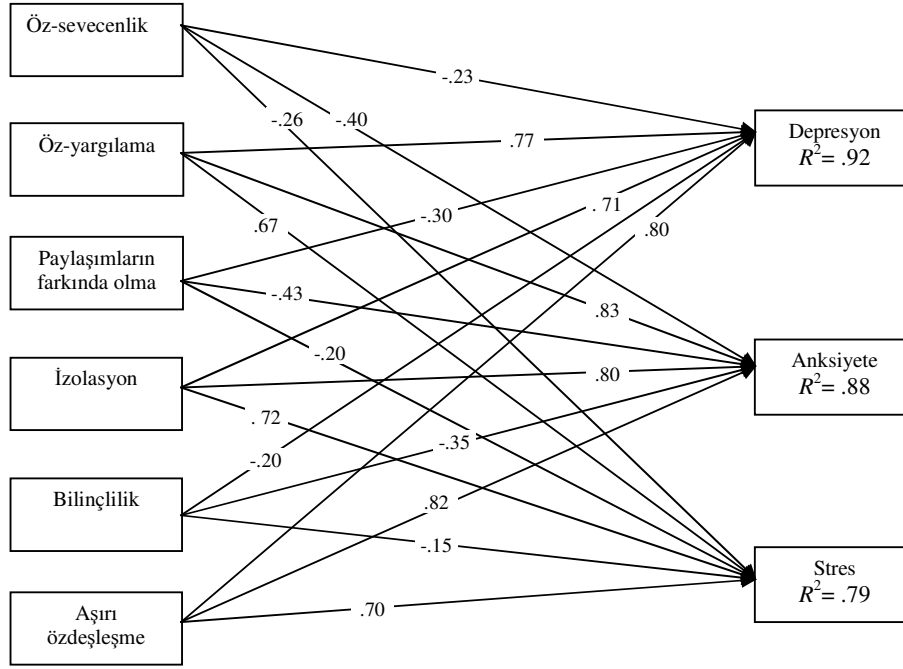 Öz-sevecenlik
Öz-yargılama
Paylaşımların
farkında olma
İzolasyon
Bilinçlilik
Aşırı
özdeşleşme
-.23
-.26
-.40
.77
.67
-.30
. 71
.80
-.43
.83
-.20
.80
. 72
-.20
-.35
.82
-.15
.70
Depresyon
R²= .92
Anksiyete
R²= .88
Stres
R²= .79